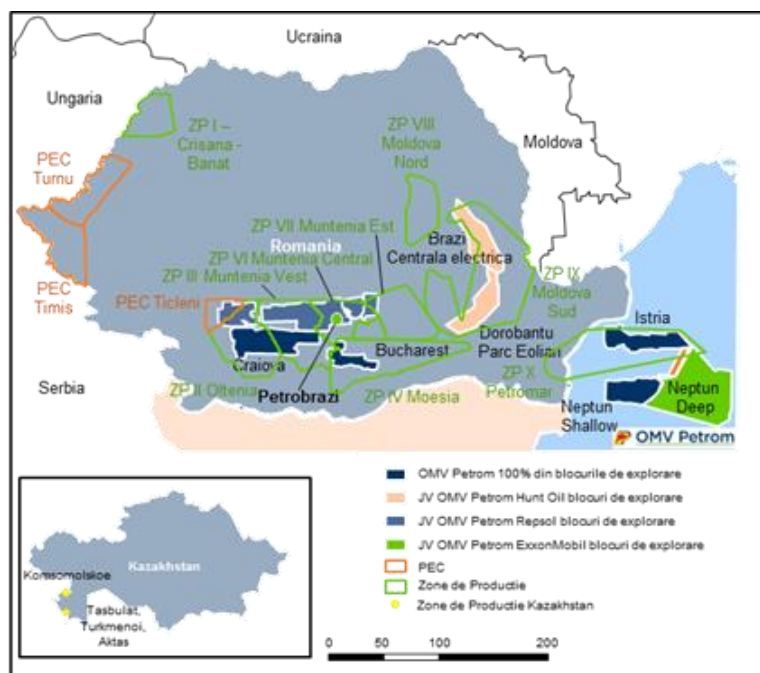 Ucraina
Ungaria
Moldova
ZP I –
Crisana -
Banat
ZP VIII
Moldova
Nord
PEC
Turnu
ZP VII Muntenia Est
Romania
ZP VI Muntenia Central
ZP III Muntenia Vest
Brazi
Centrala electrica
ZP IX
Moldova
Sud
PEC
Timis
PEC Ticleni
Istria
Craiova
Bucharest
Dorobantu
Parc Eolian
Serbia
ZP II Oltenia
Petrobrazi
ZP IV Moesia
ZP X
Petromar
Neptun
Shallow
Neptun
Deep
OMV Petrom
OMV Petrom 100% din blocurile de explorare
JV OMV Petrom Hunt Oil blocuri de explorare
JV OMV Petrom Repsol blocuri de explorare
JV OMV Petrom ExxonMobil blocuri de explorare
PEC
Zone de Productie
Zone de Productie Kazakhstan
Kazakhstan
Komsomolskoe
Tasbulat,
Turkmenoi,
Aktas
0 50 100 200